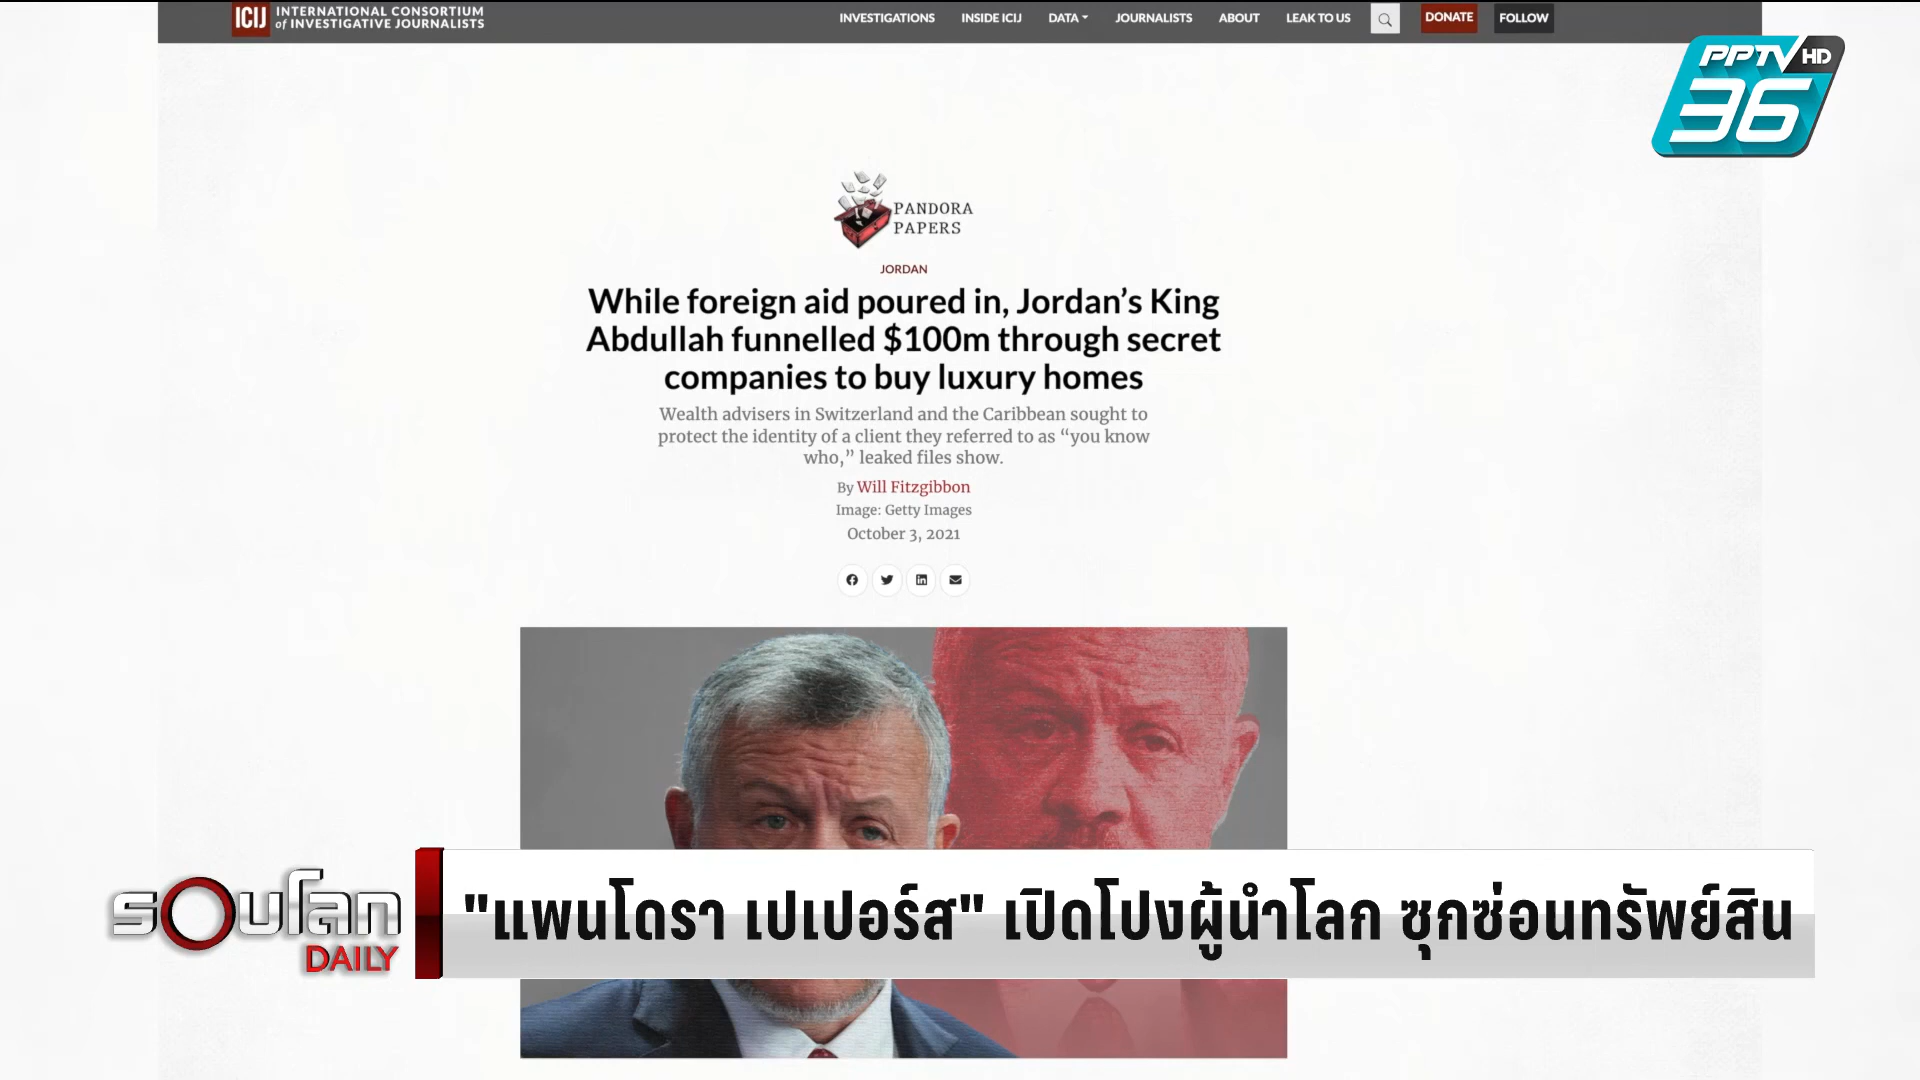 ICIJ INTERNATIONAL CONSORTIUM
of INVESTIGATIVE JOURNALISTS
INVESTIGATIONS INSIDE ICIJ DATA JOURNALISTS ABOUT LEAK TO US DONATE FOLLOW
PPTV HD
36
PANDORA
PAPERS
JORDAN
While foreign aid poured in, Jordan’s King
Abdullah funnelled $100m through secret
companies to buy luxury homes
Wealth advisers in Switzerland and the Caribbean sought to
protect the identity of a client they referred to as “you know
who,” leaked files show.
By Will Fitzgibbon
Image: Getty Images
October 3, 2021
รอบโลก
DAILY
"แพนโดรา เปเปอร์ส" เปิดโปงผู้นำโลก ซุกซ่อนทรัพย์สิน